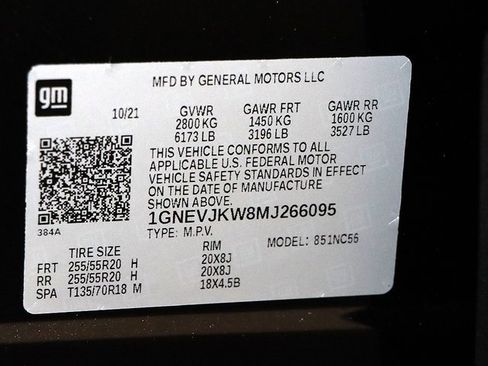 gm
MFD BY GENERAL MOTORS LLC
10/21 GVWR GAWR FRT GAWR RR
2800 KG 1450 KG 1600 KG
6173 LB 3196 LB 3527 LB
THIS VEHICLE CONFORMS TO ALL
APPLICABLE U.S. FEDERAL MOTOR
VEHICLE SAFETY STANDARDS IN EFFECT
ON THE DATE OF MANUFACTURE
SHOWN ABOVE.
384A
1GNEVJKW8MJ266095
TYPE: M.P.V. MODEL: 851NC56
TIRE SIZE RIM
FRT 255/55R20 H 20X8J
RR 255/55R20 H 20X8J
SPA T135/70R18 M 18X4.5B